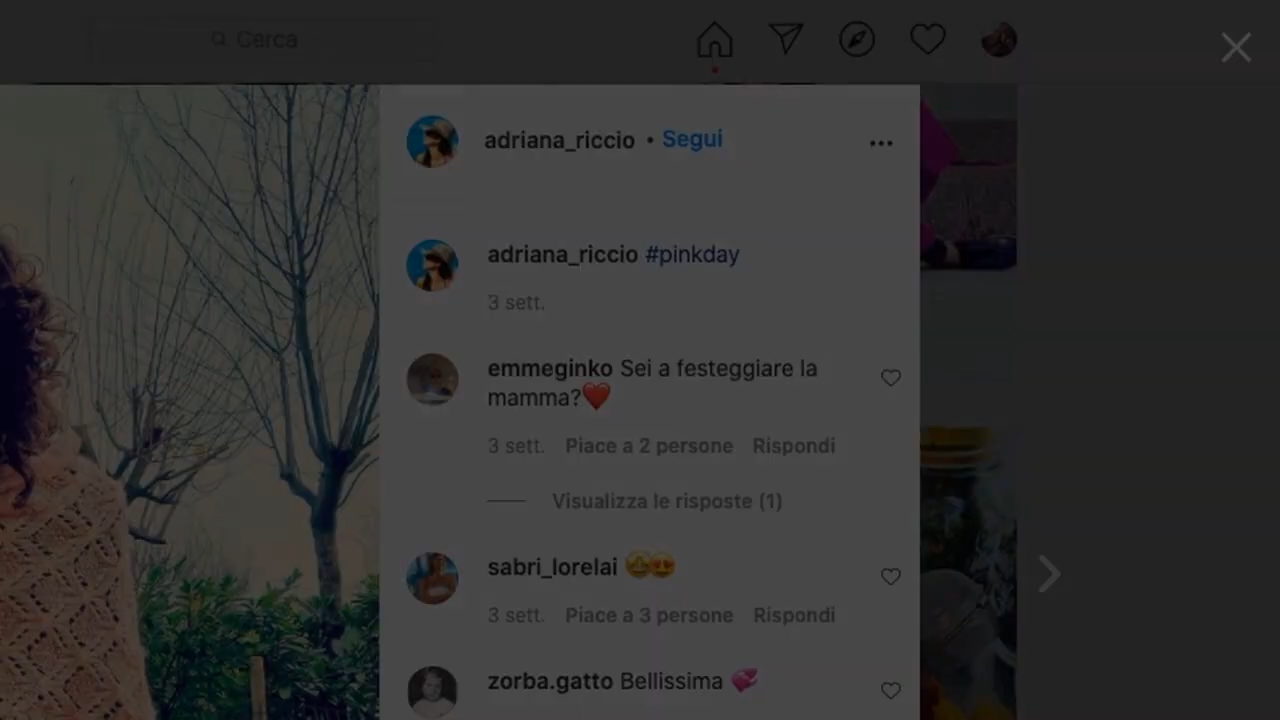 Cerca
adriana_riccio • Segui
adriana_riccio #pinkday
3 sett.
emmeginko Sei a festeggiare la
mamma?❤️
3 sett. Piace a 2 persone Rispondi
Visualizza le risposte (1)
sabri_lorelai 🤩😍
3 sett. Piace a 3 persone Rispondi
zorba.gatto Bellissima 💞